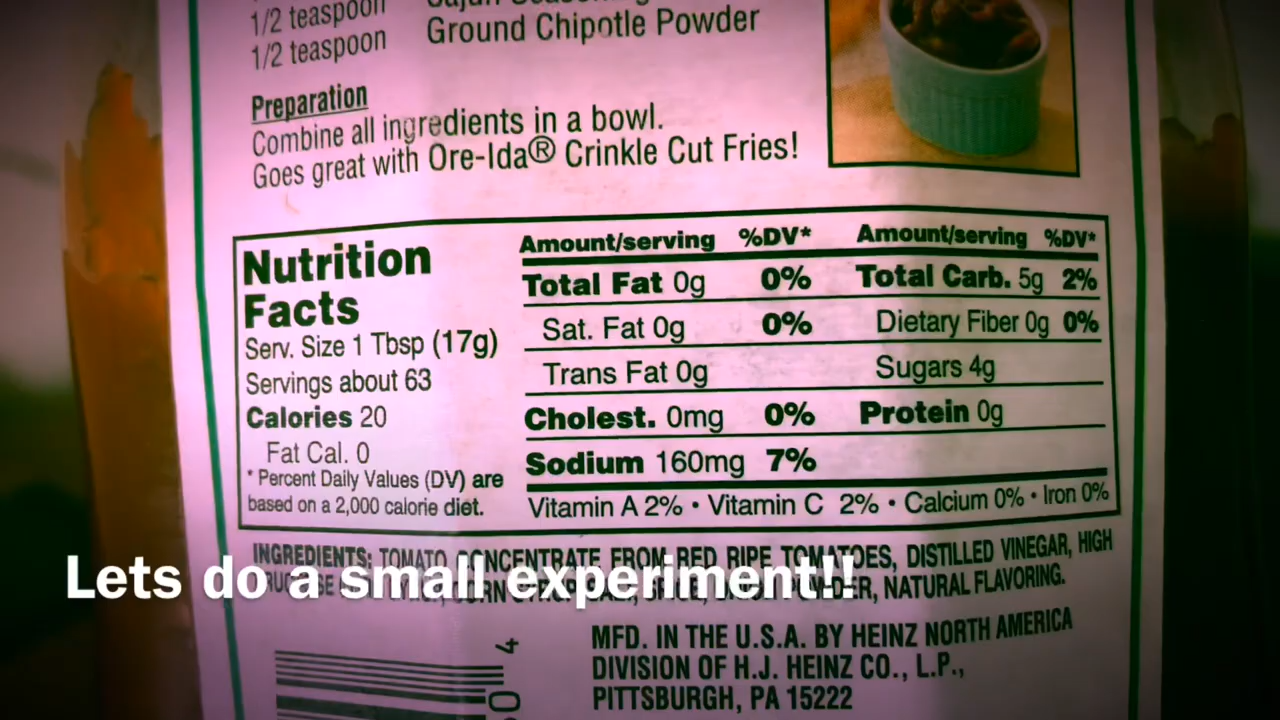 1/2 teaspoon
1/2 teaspoon Ground Chipotle Powder
Preparation
Combine all ingredients in a bowl.
Goes great with Ore-Ida® Crinkle Cut Fries!
Nutrition
Facts
Serv. Size 1 Tbsp (17g)
Servings about 63
Calories 20
Fat Cal. 0
* Percent Daily Values (DV) are
based on a 2,000 calorie diet.
Amount/serving %DV* Amount/serving %DV*
Total Fat 0g 0% Total Carb. 5g 2%
Sat. Fat 0g 0% Dietary Fiber 0g 0%
Trans Fat 0g Sugars 4g
Cholest. 0mg 0% Protein 0g
Sodium 160mg 7%
Vitamin A 2% • Vitamin C 2% • Calcium 0% • Iron 0%
INGREDIENTS: TOMATO CONCENTRATE FROM RED RIPE TOMATOES, DISTILLED VINEGAR, HIGH
NATURAL FLAVORING.
Lets do a small experiment!!
MFD. IN THE U.S.A. BY HEINZ NORTH AMERICA
DIVISION OF H.J. HEINZ CO., L.P.,
PITTSBURGH, PA 15222
4
0